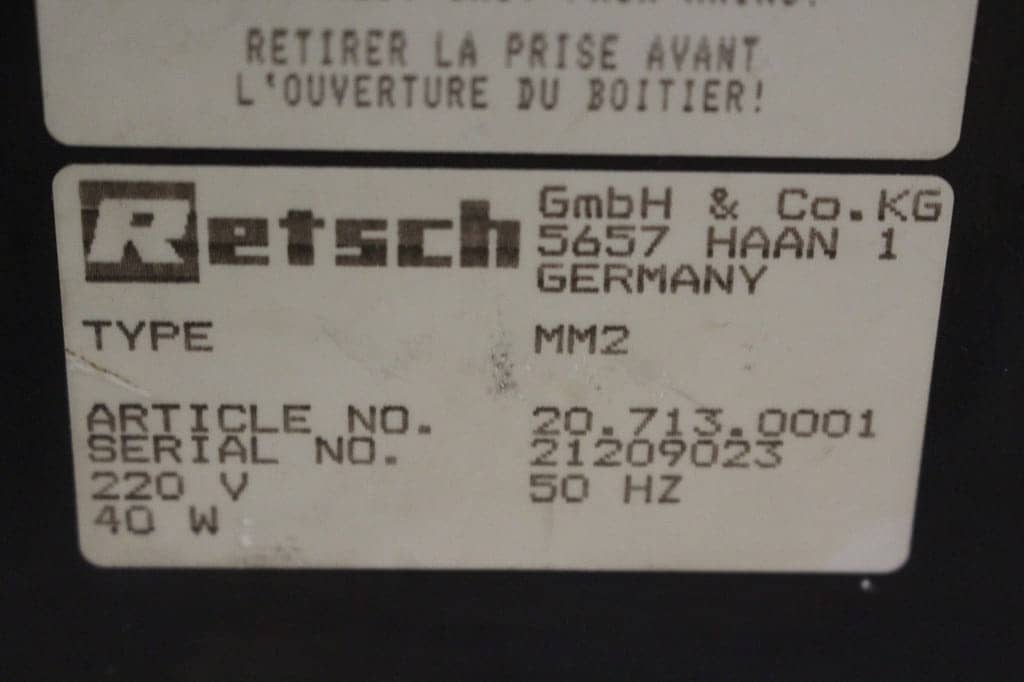 RETIRER LA PRISE AVANT
L'OUVERTURE DU BOITIER!
Retsch GmbH & Co.KG
5657 HAAN 1
GERMANY
TYPE MM2
ARTICLE NO. 20.713.0001
SERIAL NO. 21209023
220 V 50 HZ
40 W